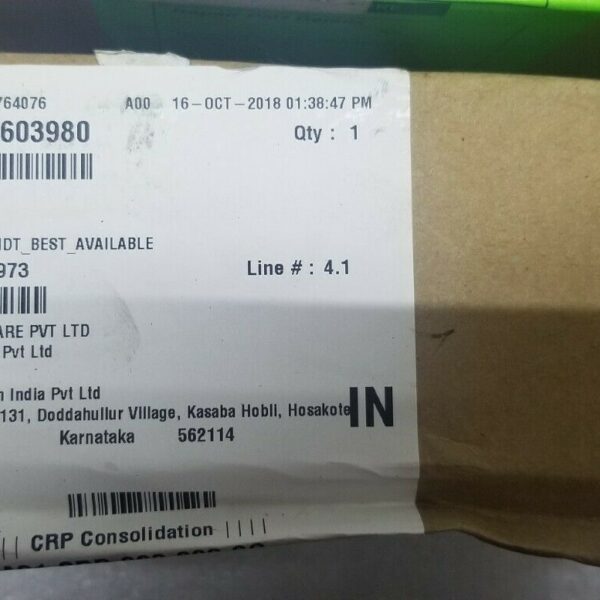 764076 A00 16-OCT-2018 01:38:47 PM
603980 Qty : 1
IDT_BEST_AVAILABLE
973 Line # : 4.1
ARE PVT LTD
Pvt Ltd
n India Pvt Ltd
131, Doddahullur Village, Kasaba Hobli, Hosakote
IN
Karnataka 562114
|| CRP Consolidation ||||